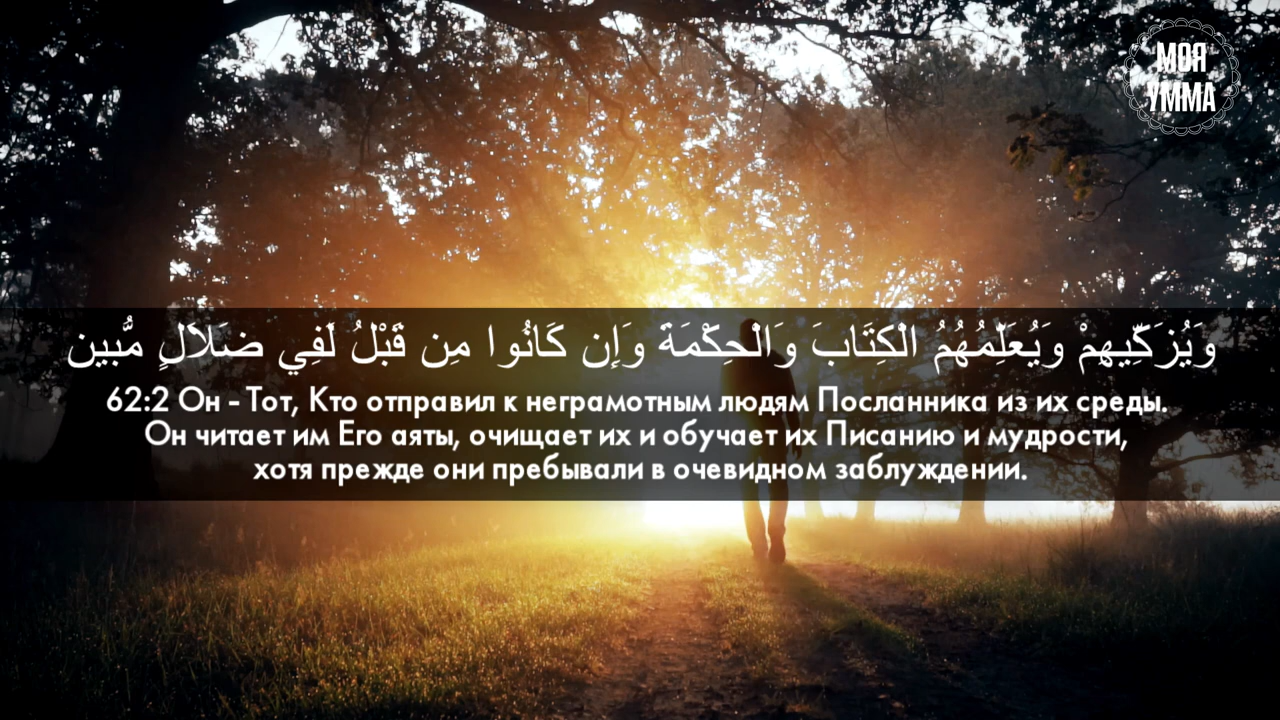 МОЯ
УММА
وَيُزَكِّيهِمْ وَيُعَلِّمُهُمُ الْكِتَابَ وَالْحِكْمَةَ وَإِن كَانُوا مِن قَبْلُ لَفِي ضَلَالٍ مُّبِين
62:2 Он - Тот, Кто отправил к неграмотным людям Посланника из их среды.
Он читает им Его аяты, очищает их и обучает их Писанию и мудрости,
хотя прежде они пребывали в очевидном заблуждении.